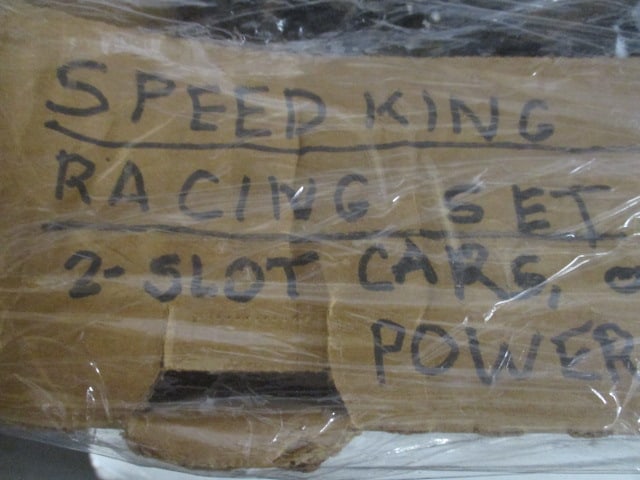 SPEED KING
RACING SET
2-SLOT CARS,
POWER